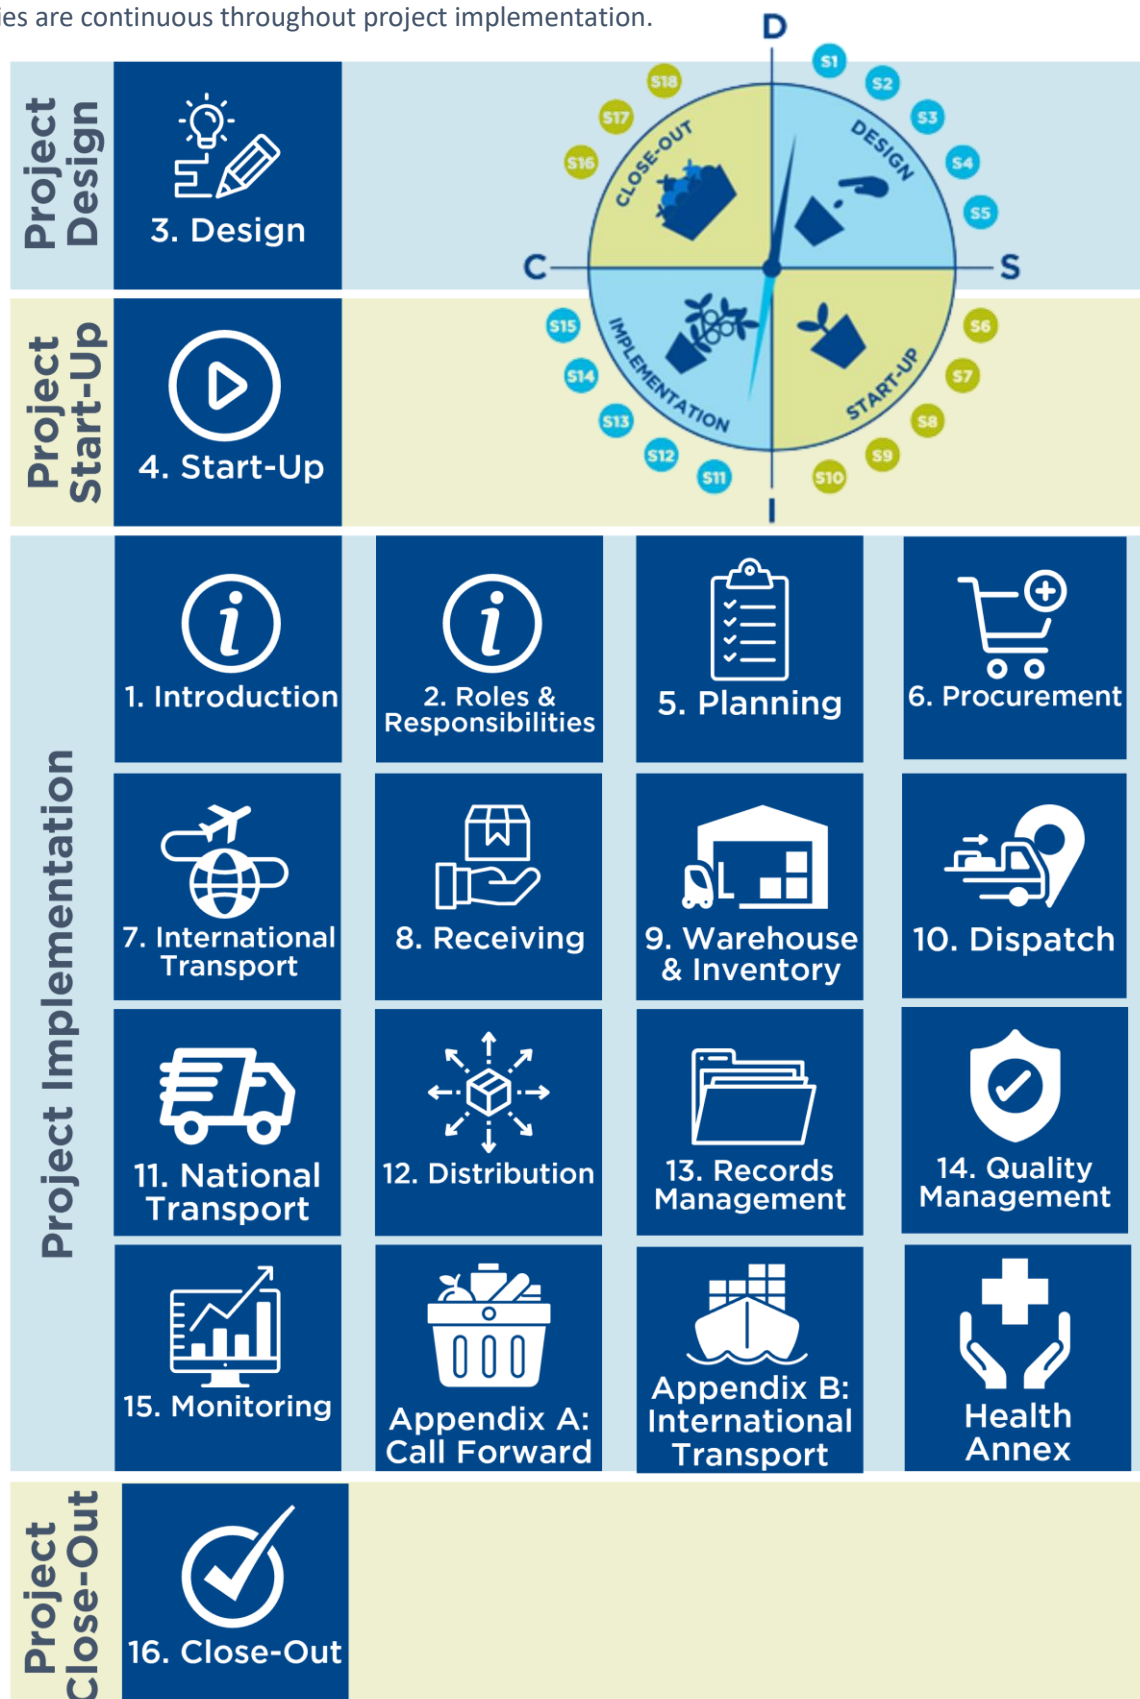 ies are continuous throughout project implementation.
Project
Design
3. Design
D
S1
S2
S3
S4
S5
S
S6
S7
S8
S9
S10
I
S11
S12
S13
S14
S15
C
S16
S17
S18
DESIGN
START-UP
IMPLEMENTATION
CLOSE-OUT
Project
Start-Up
4. Start-Up
Project Implementation
1. Introduction
2. Roles &
Responsibilities
5. Planning
6. Procurement
7. International
Transport
8. Receiving
9. Warehouse
& Inventory
10. Dispatch
11. National
Transport
12. Distribution
13. Records
Management
14. Quality
Management
15. Monitoring
Appendix A:
Call Forward
Appendix B:
International
Transport
Health
Annex
Project
Close-Out
16. Close-Out